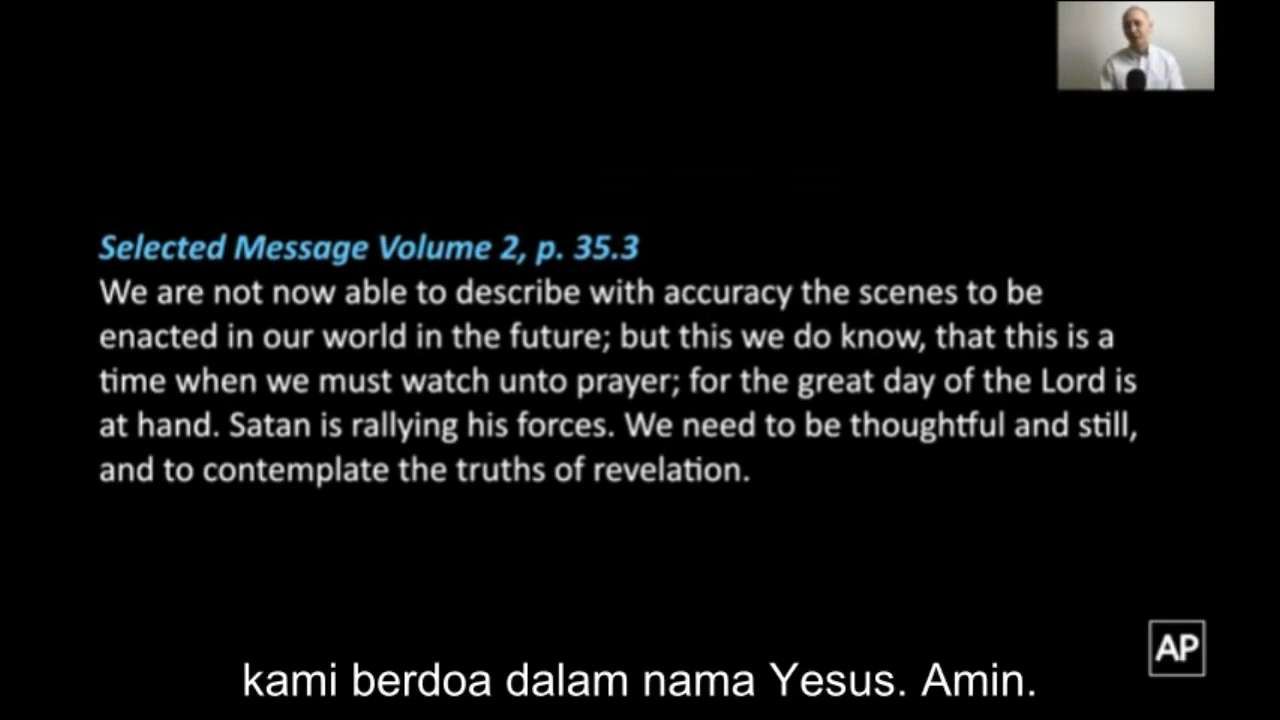 Selected Message Volume 2, p. 35.3
We are not now able to describe with accuracy the scenes to be
enacted in our world in the future; but this we do know, that this is a
time when we must watch unto prayer; for the great day of the Lord is
at hand. Satan is rallying his forces. We need to be thoughtful and still,
and to contemplate the truths of revelation.
AP
kami berdoa dalam nama Yesus. Amin.